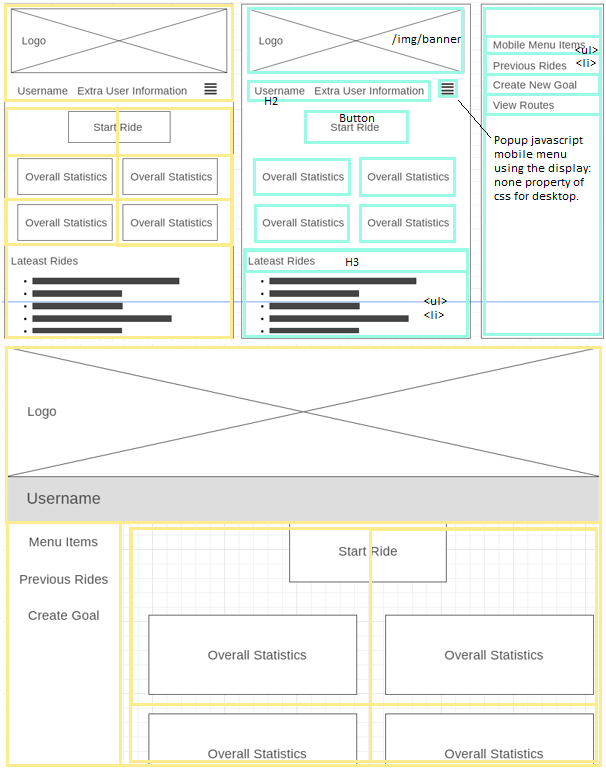 Logo
Username Extra User Information
Start Ride
Overall Statistics Overall Statistics
Overall Statistics Overall Statistics
Lateast Rides
Logo /img/banner
Username Extra User Information
H2
Button
Start Ride
Overall Statistics Overall Statistics
Overall Statistics Overall Statistics
Lateast Rides H3
<ul>
<li>
Mobile Menu Items <ul>
Previous Rides <li>
Create New Goal
View Routes
Popup javascript
mobile menu
using the display:
none property of
css for desktop.
Logo
Username
Menu Items
Previous Rides
Create Goal
Start Ride
Overall Statistics Overall Statistics
Overall Statistics Overall Statistics